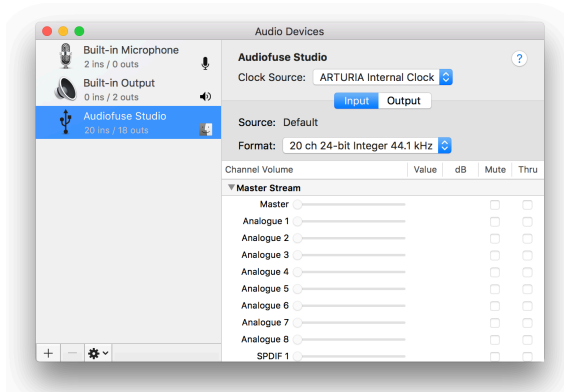 Audio Devices
Built-in Microphone
2 ins / 0 outs
Built-in Output
0 ins / 2 outs
Audiofuse Studio
20 ins / 18 outs
Audiofuse Studio
?
Clock Source: ARTURIA Internal Clock
Input Output
Source: Default
Format: 20 ch 24-bit Integer 44.1 kHz
Channel Volume Value dB Mute Thru
Master Stream
Master
Analogue 1
Analogue 2
Analogue 3
Analogue 4
Analogue 5
Analogue 6
Analogue 7
Analogue 8
SPDIF 1